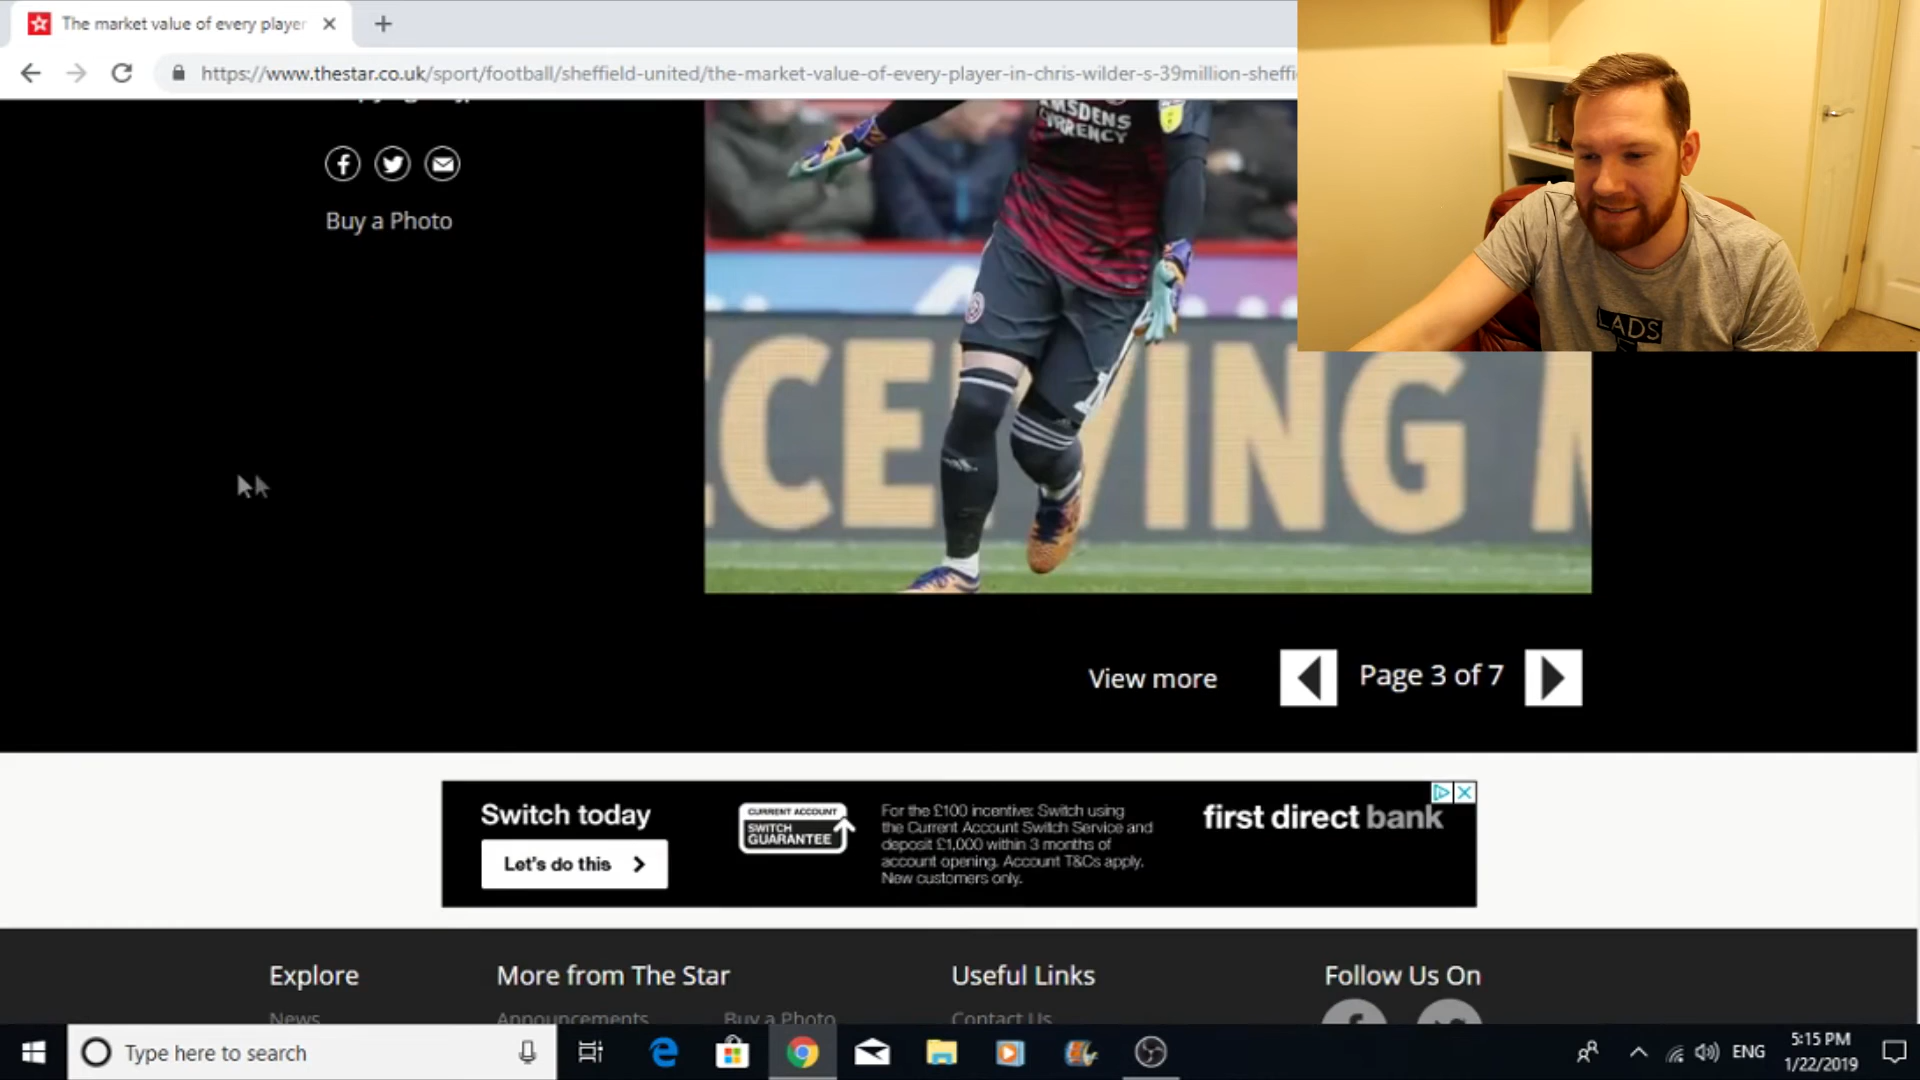 The market value of every player
https://www.thestar.co.uk/sport/football/sheffield-united/the-market-value-of-every-player-in-chris-wilder-s-39million-sheffi
RAMSDENS
CURRENCY
LADS
Buy a Photo
CEIVING M
View more
Page 3 of 7
Switch today
Let's do this
CURRENT ACCOUNT
SWITCH
GUARANTEE
For the £100 incentive: Switch using
the Current Account Switch Service and
deposit £1,000 within 3 months of
account opening. Account T&Cs apply.
New customers only.
first direct bank
Explore
More from The Star
Useful Links
Follow Us On
News
Announcements
Buy a Photo
Contact Us
Type here to search
ENG
5:15 PM
1/22/2019